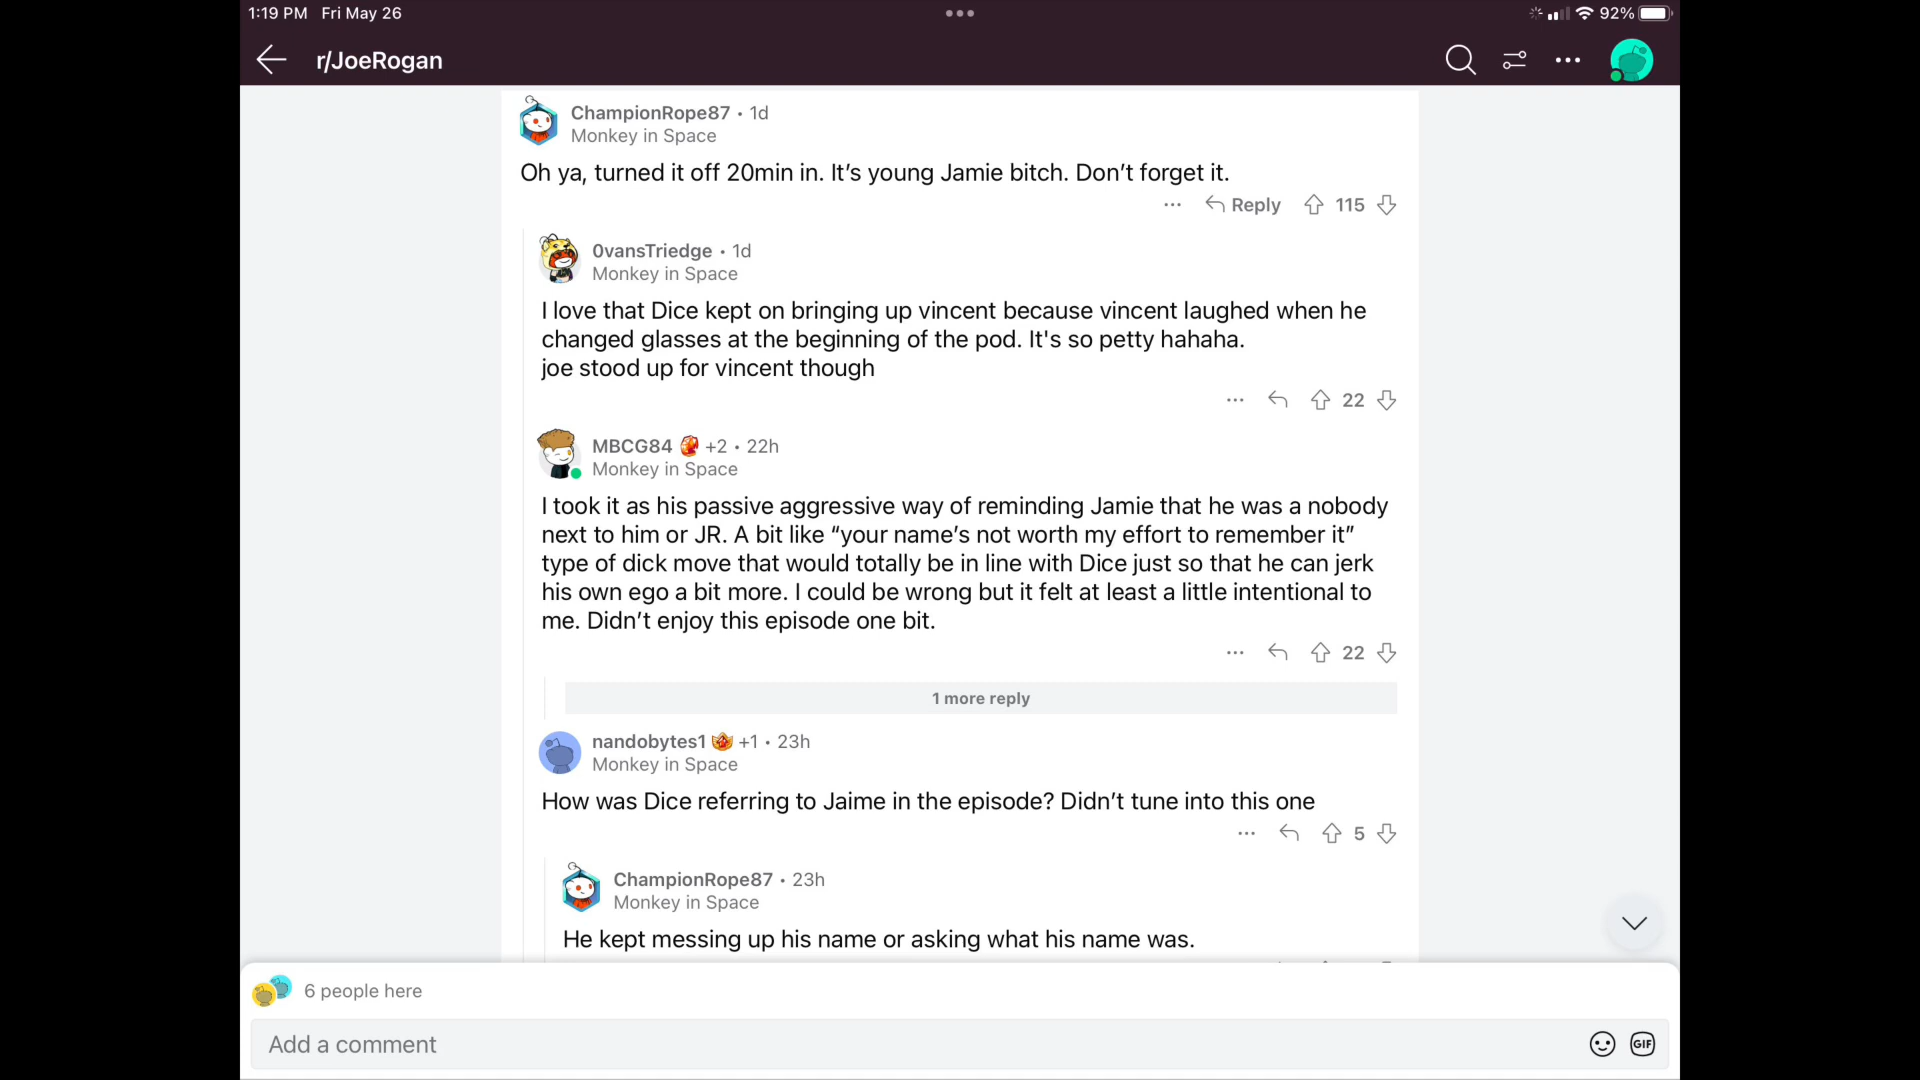 1:19 PM Fri May 26
92%
r/JoeRogan
ChampionRope87 • 1d
Monkey in Space
Oh ya, turned it off 20min in. It’s young Jamie bitch. Don’t forget it.
Reply 115
0vansTriedge • 1d
Monkey in Space
I love that Dice kept on bringing up vincent because vincent laughed when he
changed glasses at the beginning of the pod. It's so petty hahaha.
joe stood up for vincent though
22
MBCG84 +2 • 22h
Monkey in Space
I took it as his passive aggressive way of reminding Jamie that he was a nobody
next to him or JR. A bit like “your name’s not worth my effort to remember it”
type of dick move that would totally be in line with Dice just so that he can jerk
his own ego a bit more. I could be wrong but it felt at least a little intentional to
me. Didn’t enjoy this episode one bit.
22
1 more reply
nandobytes1 +1 • 23h
Monkey in Space
How was Dice referring to Jaime in the episode? Didn’t tune into this one
5
ChampionRope87 • 23h
Monkey in Space
He kept messing up his name or asking what his name was.
6 people here
Add a comment
GIF